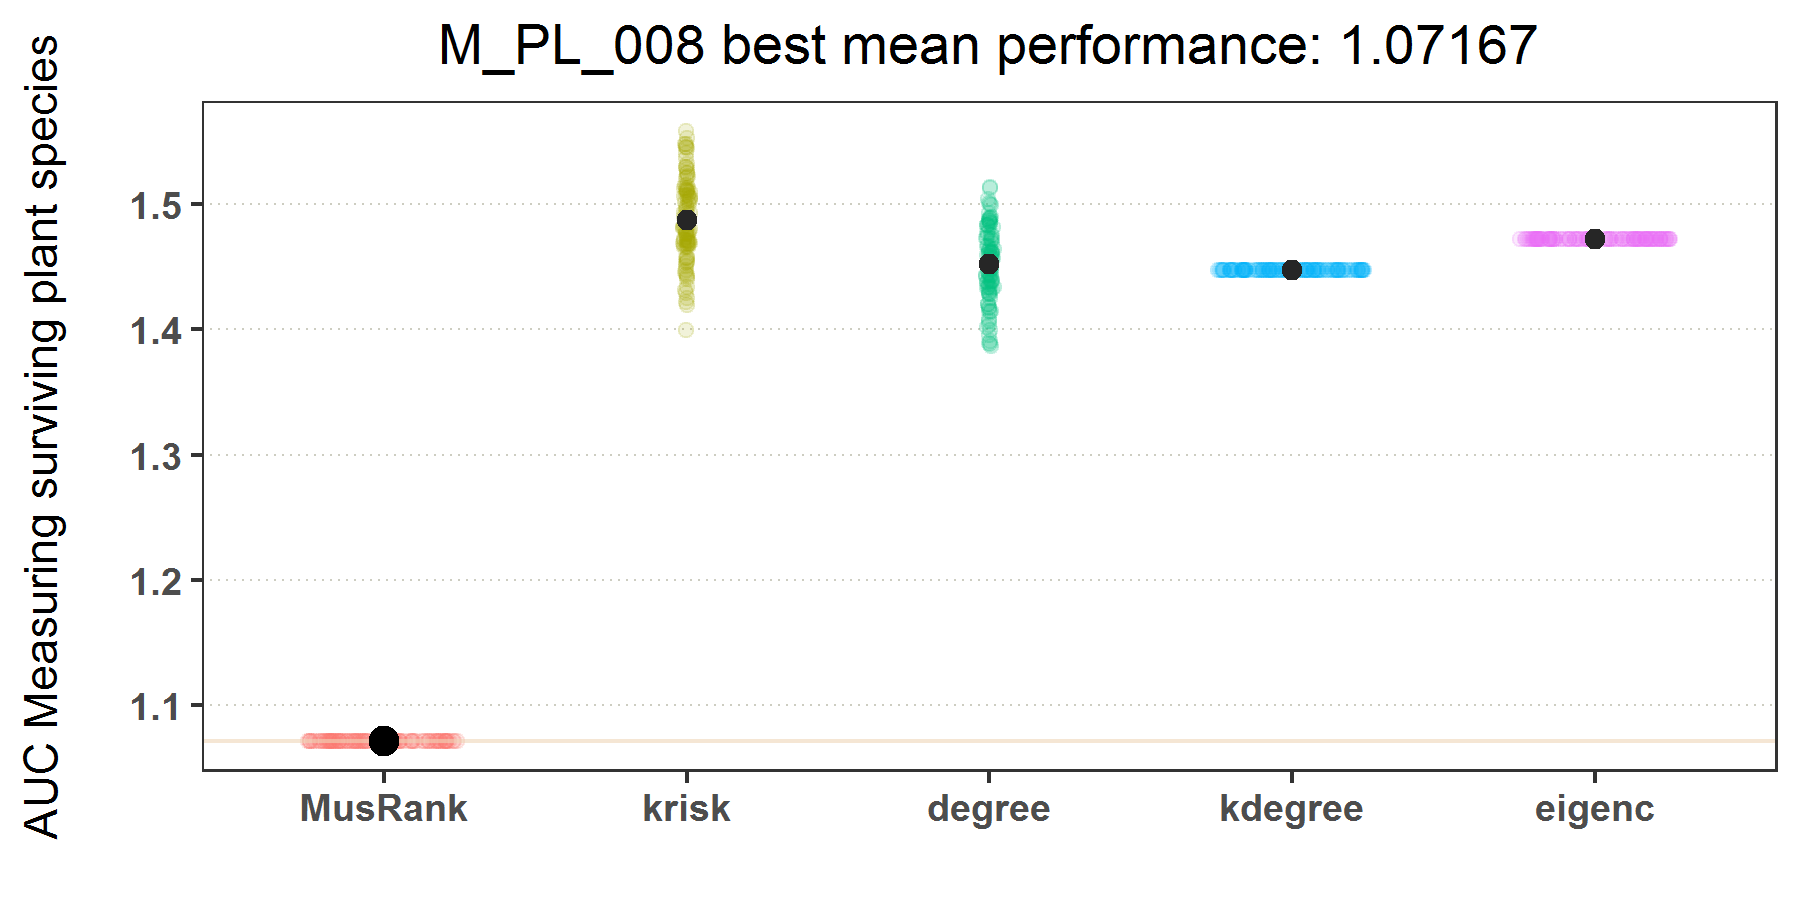 M_PL_008 best mean performance: 1.07167
AUC Measuring surviving plant species
1.5
1.4
1.3
1.2
1.1
MusRank krisk degree kdegree eigenc